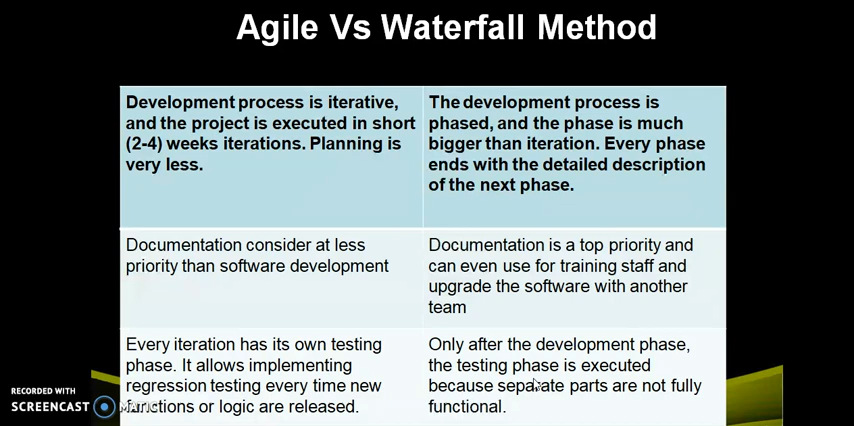 Agile Vs Waterfall Method
Development process is iterative,
and the project is executed in short
(2-4) weeks iterations. Planning is
very less.
The development process is
phased, and the phase is much
bigger than iteration. Every phase
ends with the detailed description
of the next phase.
Documentation consider at less
priority than software development
Documentation is a top priority and
can even use for training staff and
upgrade the software with another
team
Every iteration has its own testing
phase. It allows implementing
regression testing every time new
functions or logic are released.
Only after the development phase,
the testing phase is executed
because separate parts are not fully
functional.
RECORDED WITH
SCREENCAST MATIC